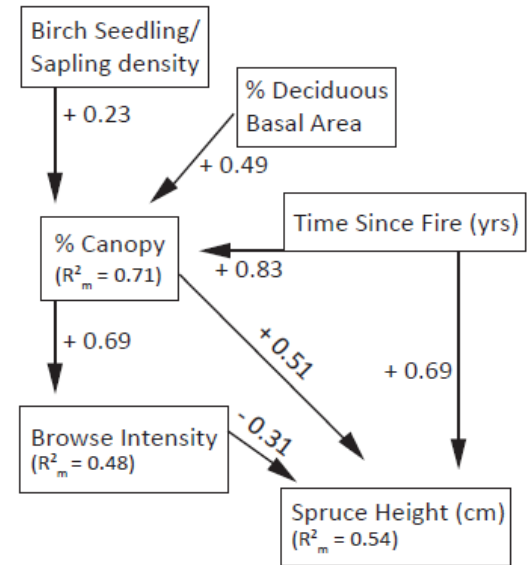 Birch Seedling/
Sapling density
+ 0.23
% Deciduous
Basal Area
+ 0.49
Time Since Fire (yrs)
% Canopy
(R²m = 0.71)
+ 0.83
+ 0.69
+ 0.51
+ 0.69
Browse Intensity
(R²m = 0.48)
- 0.31
Spruce Height (cm)
(R²m = 0.54)